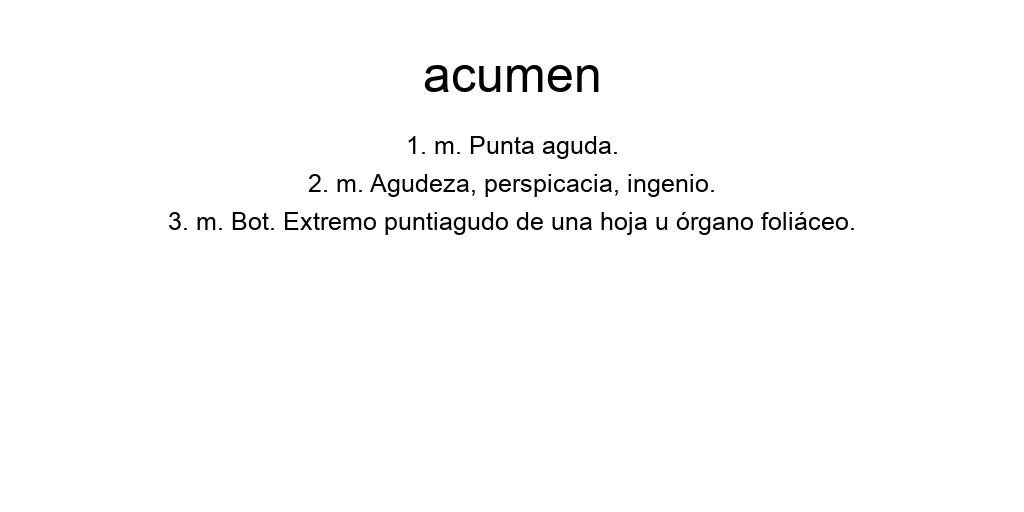 acumen
1. m. Punta aguda.
2. m. Agudeza, perspicacia, ingenio.
3. m. Bot. Extremo puntiagudo de una hoja u órgano foliáceo.